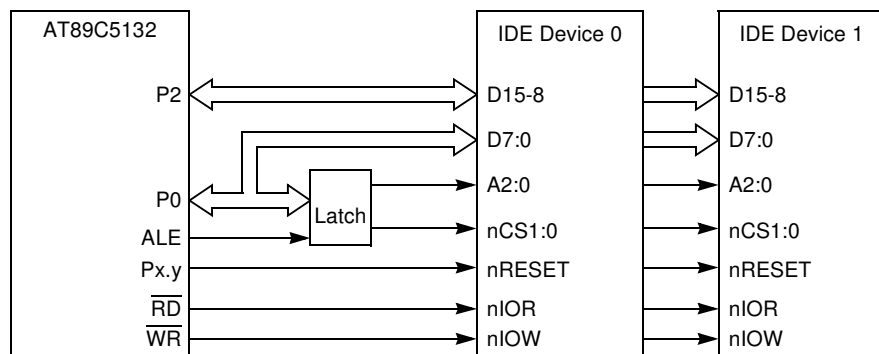 AT89C5132 IDE Device 0 IDE Device 1
P2 D15-8 D15-8
D7:0 D7:0
P0 Latch A2:0 A2:0
ALE nCS1:0 nCS1:0
Px.y nRESET nRESET
RD nIOR nIOR
WR nIOW nIOW